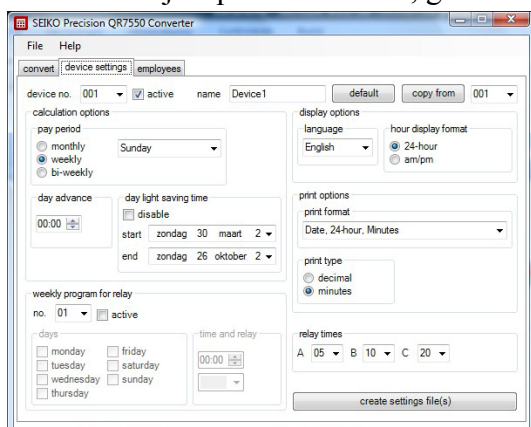 SEIKO Precision QR7550 Converter
File Help
convert device settings employees
device no. 001 active name Device1 default copy from 001
calculation options
pay period
monthly
weekly
bi-weekly
Sunday
day advance
00:00
day light saving time
disable
start zondag 30 maart 2
end zondag 26 oktober 2
weekly program for relay
no. 01 active
days
monday friday
tuesday saturday
wednesday sunday
thursday
time and relay
00:00
display options
language
English
hour display format
24-hour
am/pm
print options
print format
Date, 24-hour, Minutes
print type
decimal
minutes
relay times
A 05 B 10 C 20
create settings file(s)